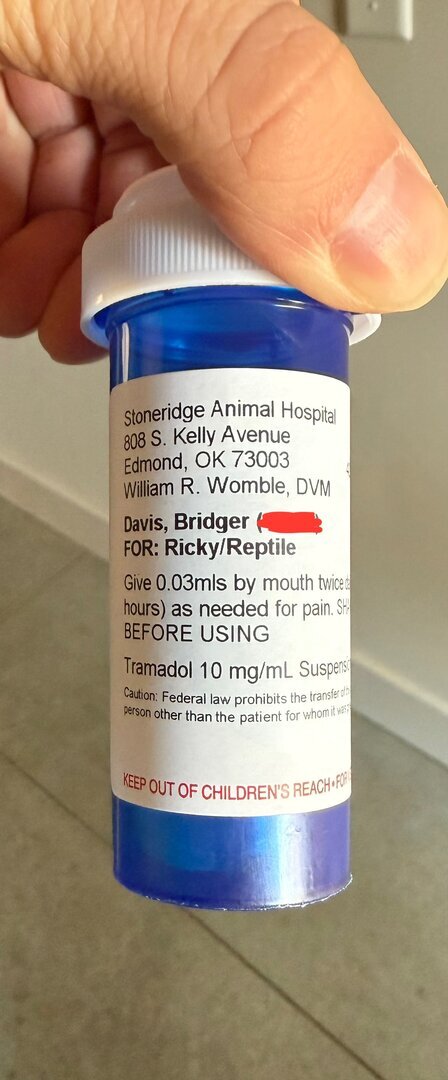 Stoneridge Animal Hospital
808 S. Kelly Avenue
Edmond, OK 73003
William R. Womble, DVM
Davis, Bridger (
FOR: Ricky/Reptile
Give 0.03mls by mouth twice
hours) as needed for pain.
BEFORE USING
Tramadol 10 mg/mL
Caution: Federal law prohibits the transfer of
person other than the patient for whom it was
KEEP OUT OF CHILDREN'S REACH•FOR